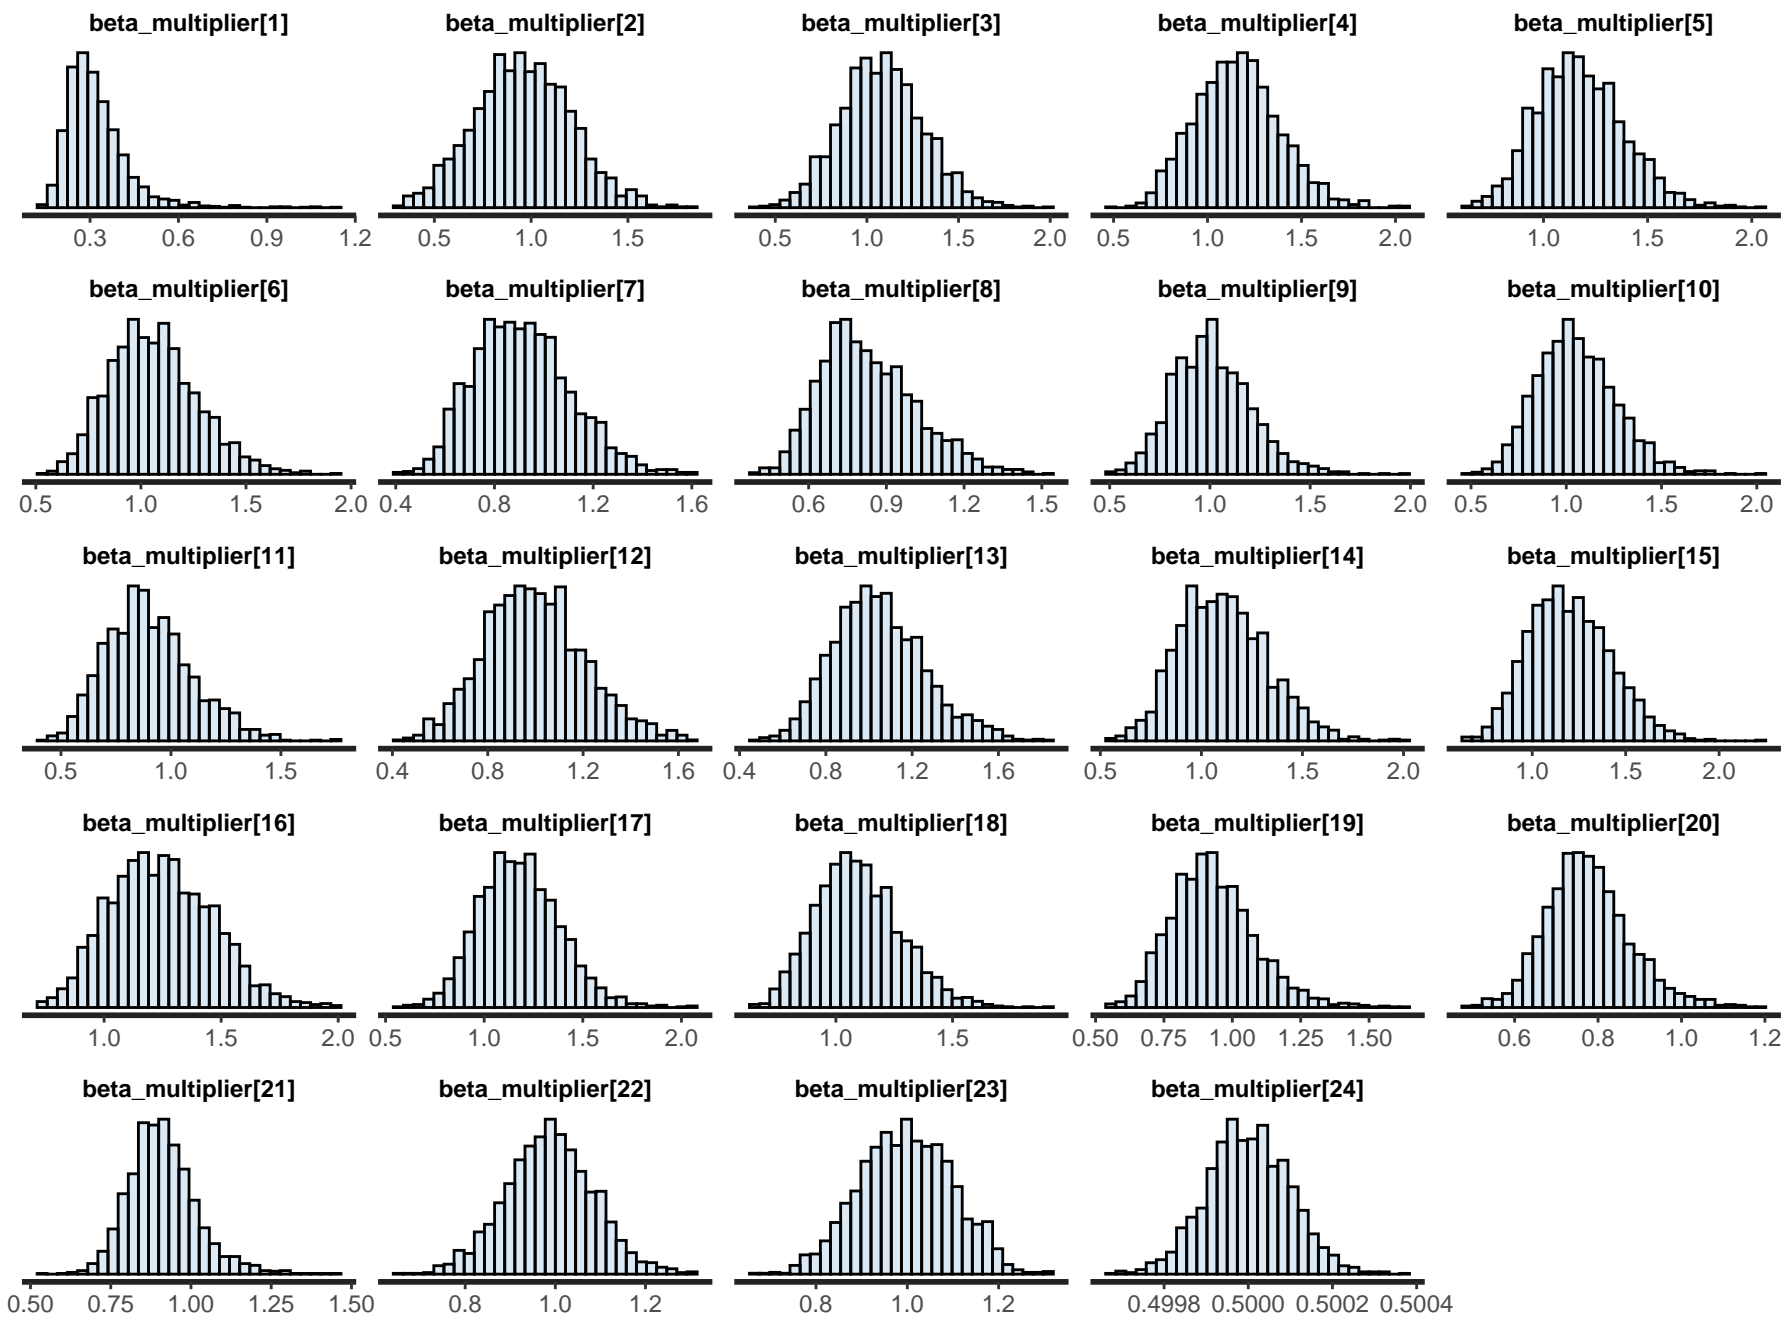 beta_multiplier[1] beta_multiplier[2] beta_multiplier[3] beta_multiplier[4] beta_multiplier[5]
0.3 0.6 0.9 1.2 0.5 1.0 1.5 0.5 1.0 1.5 2.0 0.5 1.0 1.5 2.0 1.0 1.5 2.0
beta_multiplier[6] beta_multiplier[7] beta_multiplier[8] beta_multiplier[9] beta_multiplier[10]
0.5 1.0 1.5 2.0 0.4 0.8 1.2 1.6 0.6 0.9 1.2 1.5 0.5 1.0 1.5 2.0 0.5 1.0 1.5 2.0
beta_multiplier[11] beta_multiplier[12] beta_multiplier[13] beta_multiplier[14] beta_multiplier[15]
0.5 1.0 1.5 0.4 0.8 1.2 1.6 0.4 0.8 1.2 1.6 0.5 1.0 1.5 2.0 1.0 1.5 2.0
beta_multiplier[16] beta_multiplier[17] beta_multiplier[18] beta_multiplier[19] beta_multiplier[20]
1.0 1.5 2.0 0.5 1.0 1.5 2.0 1.0 1.5 0.50 0.75 1.00 1.25 1.50 0.6 0.8 1.0 1.2
beta_multiplier[21] beta_multiplier[22] beta_multiplier[23] beta_multiplier[24]
0.50 0.75 1.00 1.25 1.50 0.8 1.0 1.2 0.8 1.0 1.2 0.4998 0.5000 0.5002 0.5004